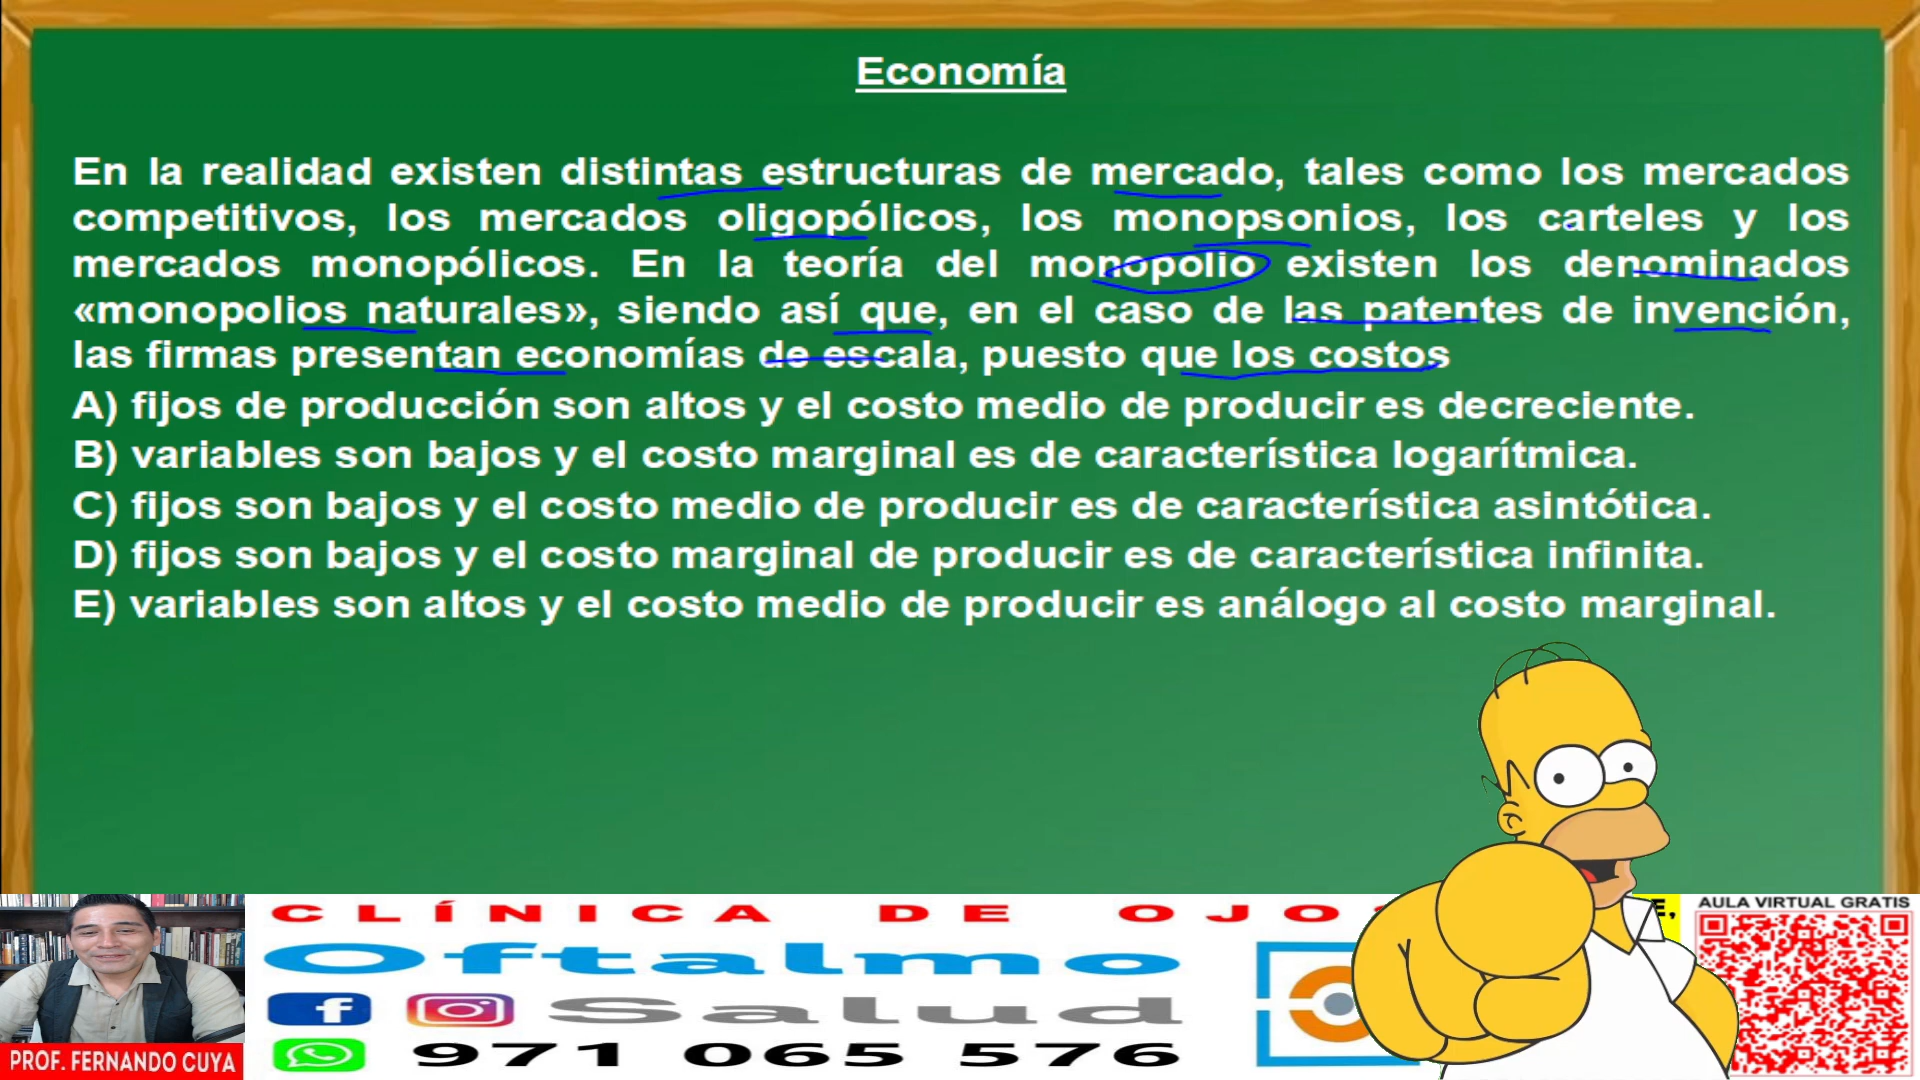 Economía
En la realidad existen distintas estructuras de mercado, tales como los mercados
competitivos, los mercados oligopólicos, los monopsonios, los carteles y los
mercados monopólicos. En la teoría del monopolio existen los denominados
«monopolios naturales», siendo así que, en el caso de las patentes de invención,
las firmas presentan economías de escala, puesto que los costos
A) fijos de producción son altos y el costo medio de producir es decreciente.
B) variables son bajos y el costo marginal es de característica logarítmica.
C) fijos son bajos y el costo medio de producir es de característica asintótica.
D) fijos son bajos y el costo marginal de producir es de característica infinita.
E) variables son altos y el costo medio de producir es análogo al costo marginal.
CLÍNICA DE OJOS
E,
AULA VIRTUAL GRATIS
Oftalmo
Salud
971 065 576
PROF. FERNANDO CUYA